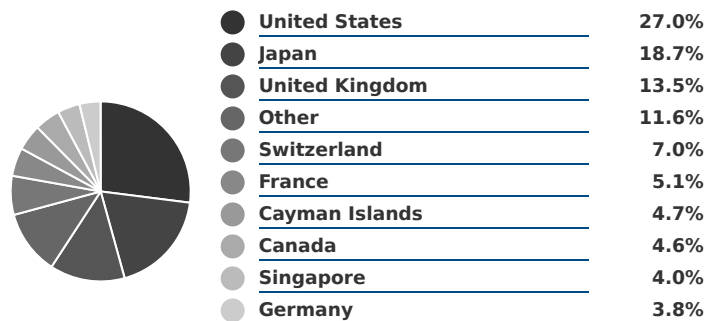 United States 27.0%
Japan 18.7%
United Kingdom 13.5%
Other 11.6%
Switzerland 7.0%
France 5.1%
Cayman Islands 4.7%
Canada 4.6%
Singapore 4.0%
Germany 3.8%